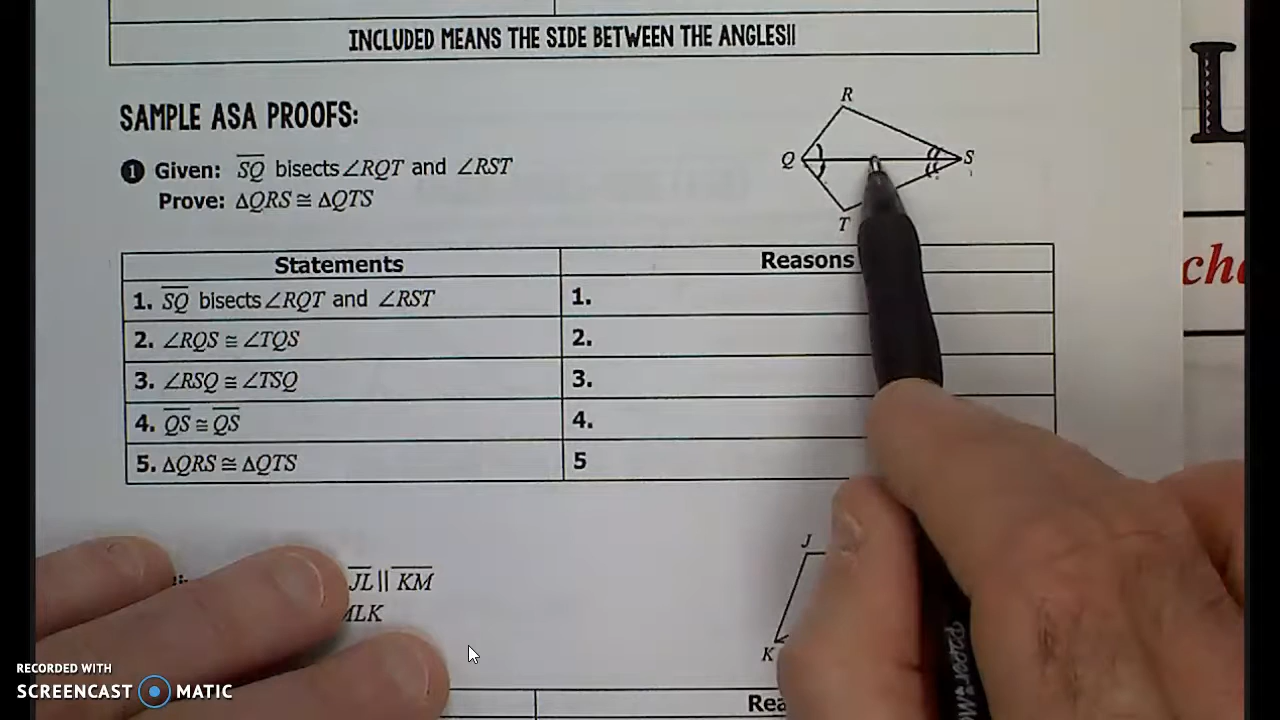 INCLUDED MEANS THE SIDE BETWEEN THE ANGLES!!
SAMPLE ASA PROOFS:
1 Given: SQ bisects ∠RQT and ∠RST
Prove: ΔQRS ≅ ΔQTS
R
Q
S
T
Statements Reasons
1. SQ bisects ∠RQT and ∠RST 1.
2. ∠RQS ≅ ∠TQS 2.
3. ∠RSQ ≅ ∠TSQ 3.
4. QS ≅ QS 4.
5. ΔQRS ≅ ΔQTS 5
JL || KM
MLK
J
K
Rea
L
cha
Paper
RECORDED WITH
SCREENCAST MATIC